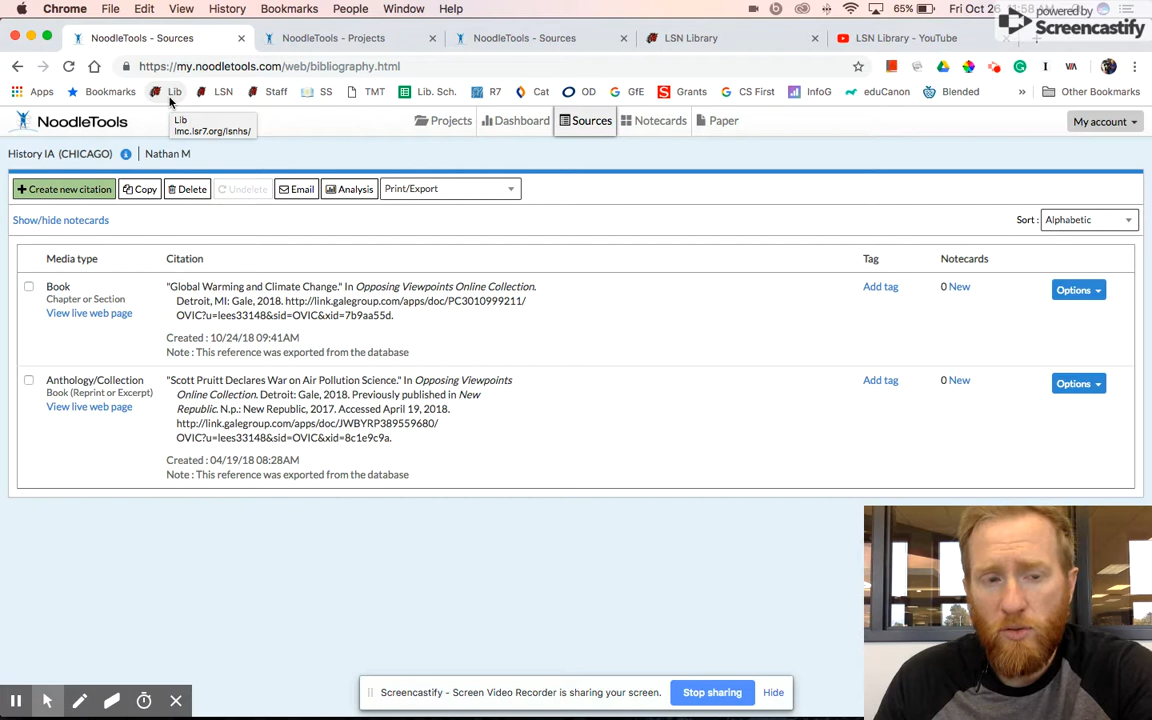 Chrome File Edit View History Bookmarks People Window Help 65% Fri Oct 26 11:58 AM
powered by
Screencastify
NoodleTools - Sources NoodleTools - Projects NoodleTools - Sources LSN Library LSN Library - YouTube
https://my.noodletools.com/web/bibliography.html
Apps Bookmarks Lib LSN Staff SS TMT Lib. Sch. R7 Cat OD GfE Grants CS First InfoG eduCanon Blended » Other Bookmarks
Lib
lmc.lsr7.org/lsnhs/
NoodleTools Projects Dashboard Sources Notecards Paper My account
History IA (CHICAGO) Nathan M
Create new citation Copy Delete Undelete Email Analysis Print/Export
Show/hide notecards Sort : Alphabetic
Media type Citation Tag Notecards
Book "Global Warming and Climate Change." In Opposing Viewpoints Online Collection. Add tag 0 New Options
Chapter or Section Detroit, MI: Gale, 2018. http://link.galegroup.com/apps/doc/PC3010999211/
View live web page OVIC?u=lees33148&sid=OVIC&xid=7b9aa55d.
Created : 10/24/18 09:41AM
Note : This reference was exported from the database
Anthology/Collection "Scott Pruitt Declares War on Air Pollution Science." In Opposing Viewpoints Add tag 0 New Options
Book (Reprint or Excerpt) Online Collection. Detroit: Gale, 2018. Previously published in New
View live web page Republic. N.p.: New Republic, 2017. Accessed April 19, 2018.
http://link.galegroup.com/apps/doc/JWBYRP389559680/
OVIC?u=lees33148&sid=OVIC&xid=8c1e9c9a.
Created : 04/19/18 08:28AM
Note : This reference was exported from the database
Screencastify - Screen Video Recorder is sharing your screen. Stop sharing Hide